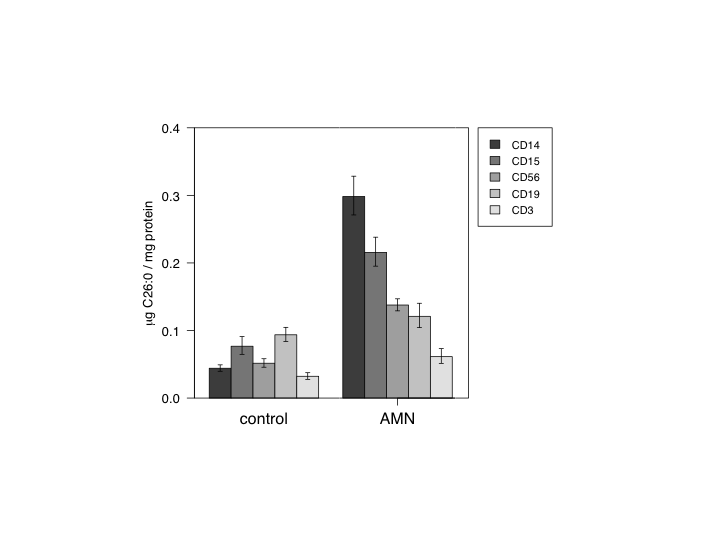 0.4
0.3
0.2
0.1
0.0
µg C26:0 / mg protein
control
AMN
CD14
CD15
CD56
CD19
CD3